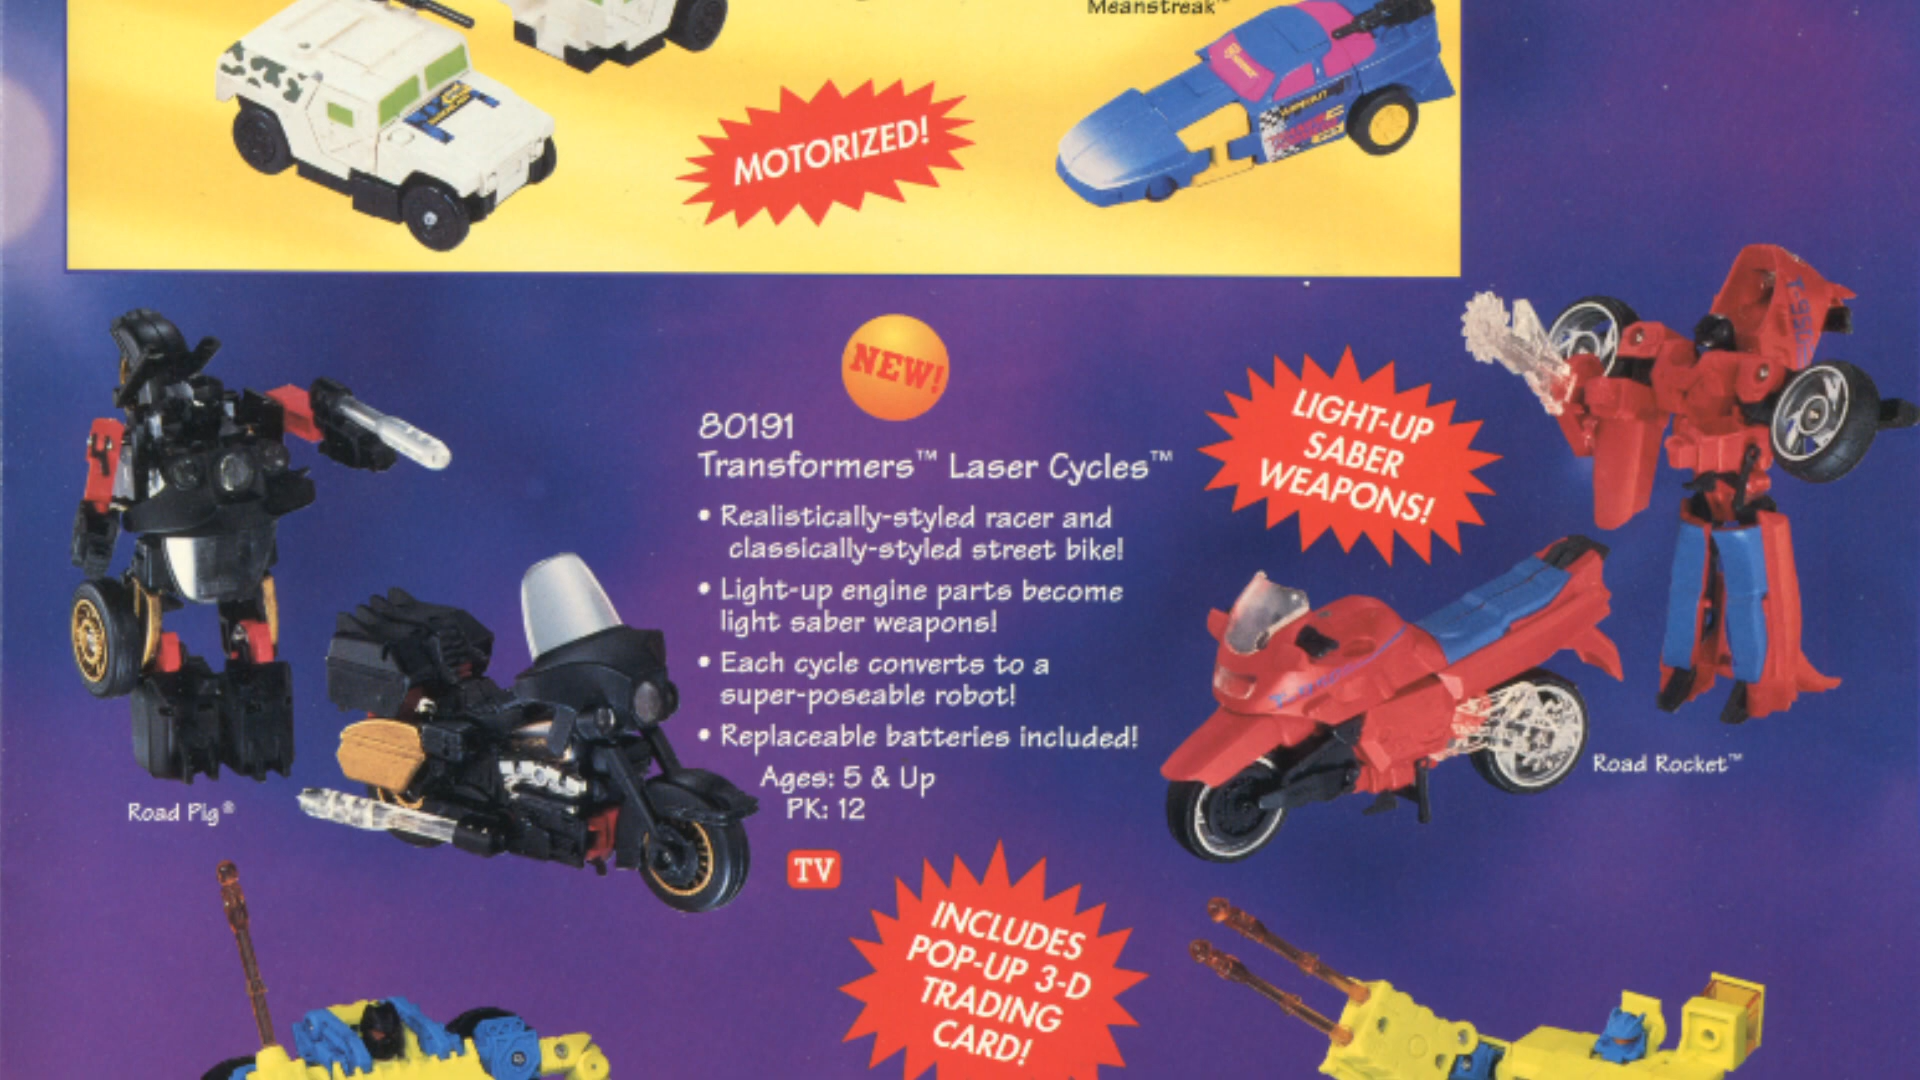 Meanstreak™
MOTORIZED!
NEW!
80191
Transformers™ Laser Cycles™
• Realistically-styled racer and
classically-styled street bike!
• Light-up engine parts become
light saber weapons!
• Each cycle converts to a
super-poseable robot!
• Replaceable batteries included!
Ages: 5 & Up
PK: 12
TV
LIGHT-UP
SABER
WEAPONS!
Road Pig®
Road Rocket™
INCLUDES
POP-UP 3-D
TRADING
CARD!